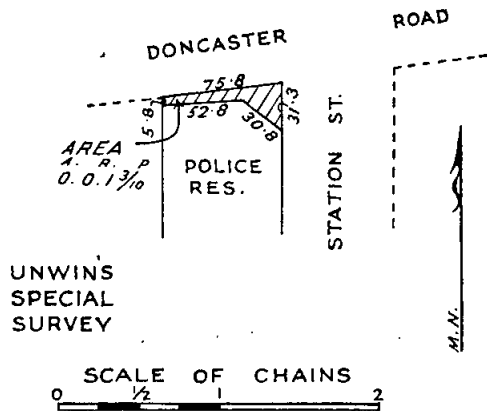 DONCASTER ROAD
75·8
5·8
52·8
30·8
31·3
AREA
A. R. P
0. 0. 1 3/10
POLICE
RES.
STATION ST.
UNWIN'S
SPECIAL
SURVEY
M.N.
SCALE OF CHAINS
0 1/2 1 2